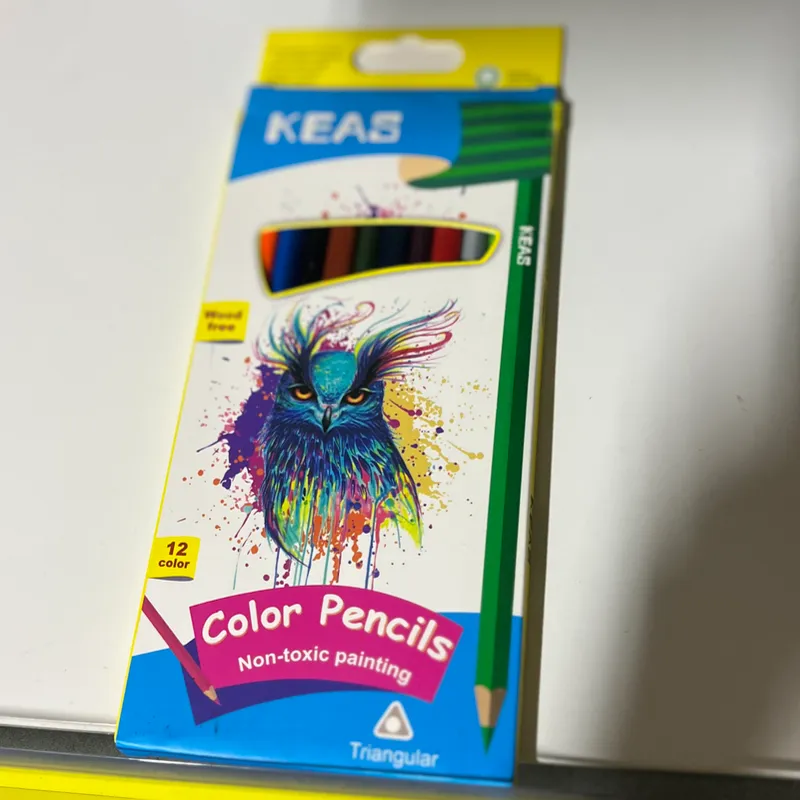 KEAS
KEAS
Wood
free
12
color
Color Pencils
Non-toxic painting
Triangular